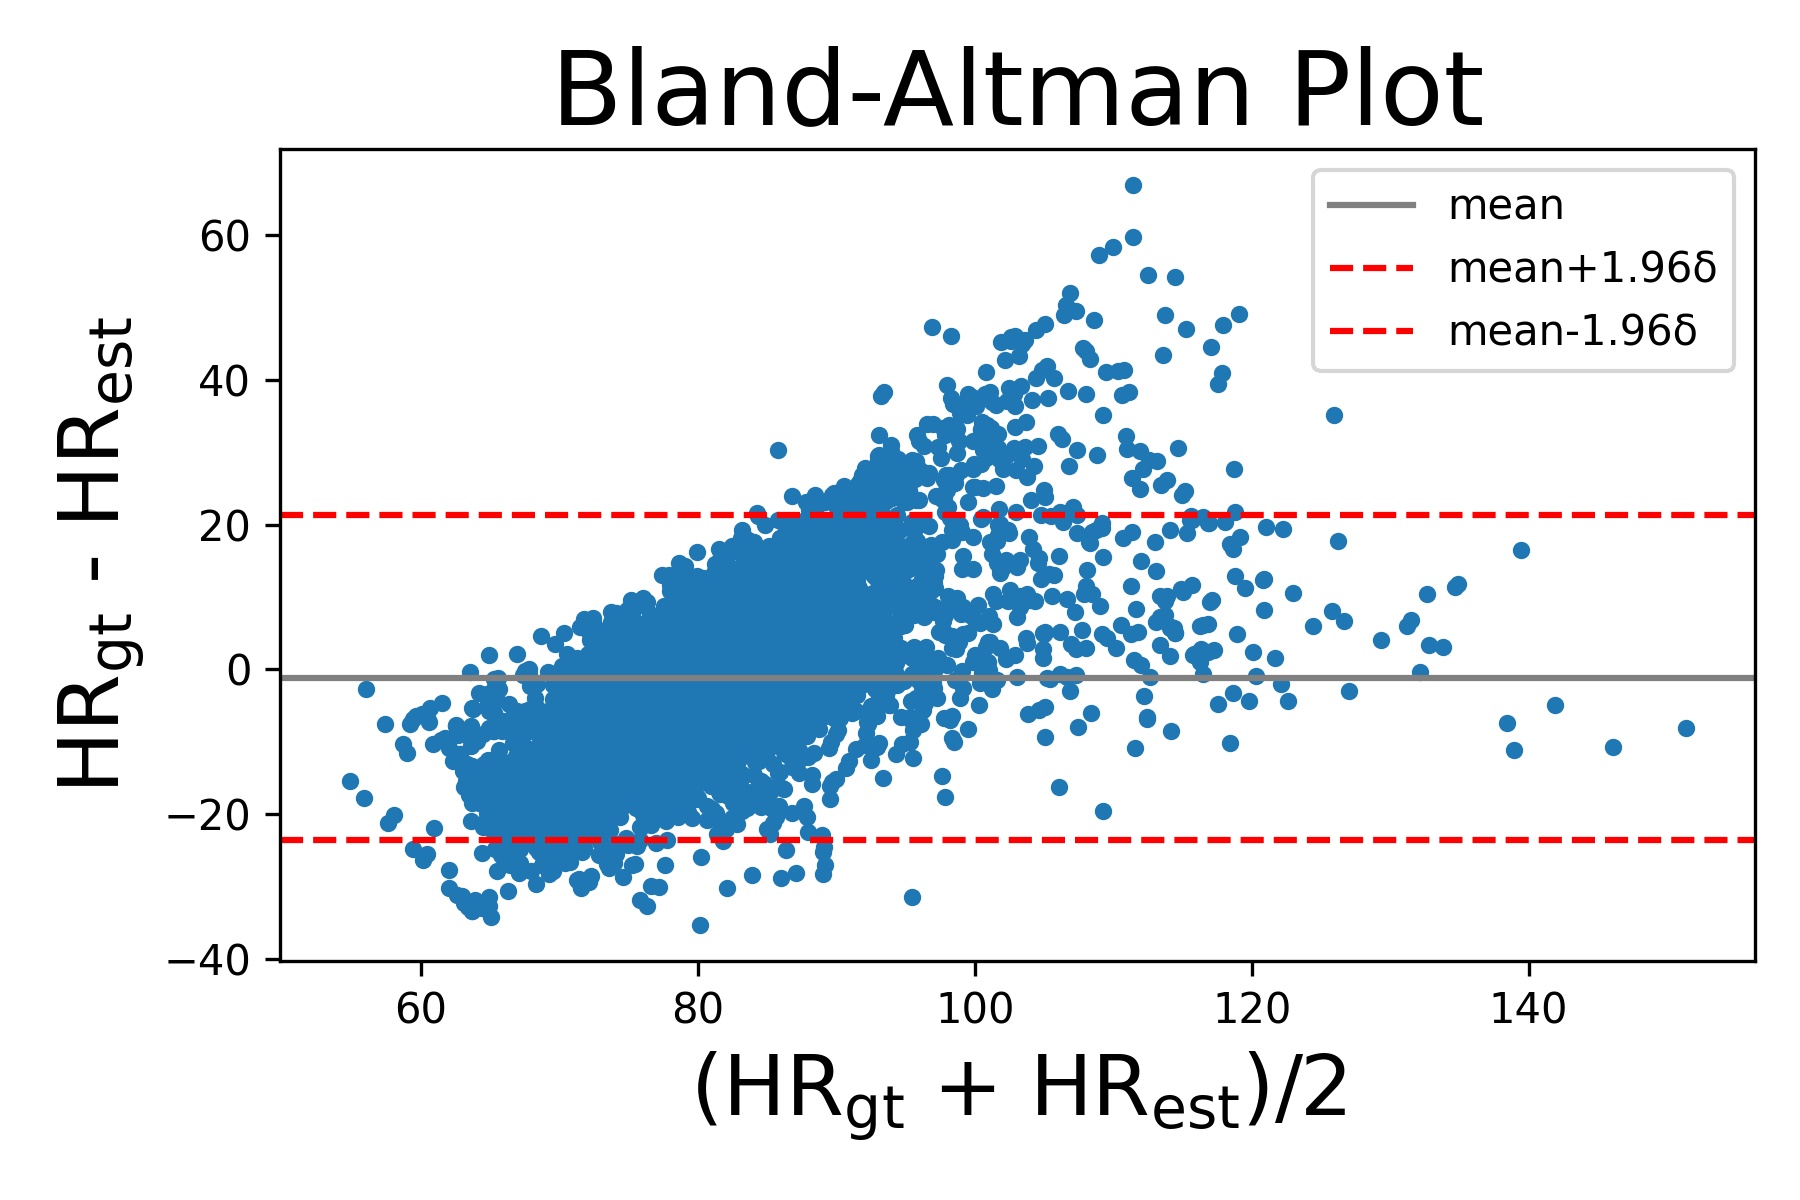 Bland-Altman Plot
mean
mean+1.96δ
mean-1.96δ
HRgt - HRest
60
40
20
0
−20
−40
60
80
100
120
140
(HRgt + HRest)/2